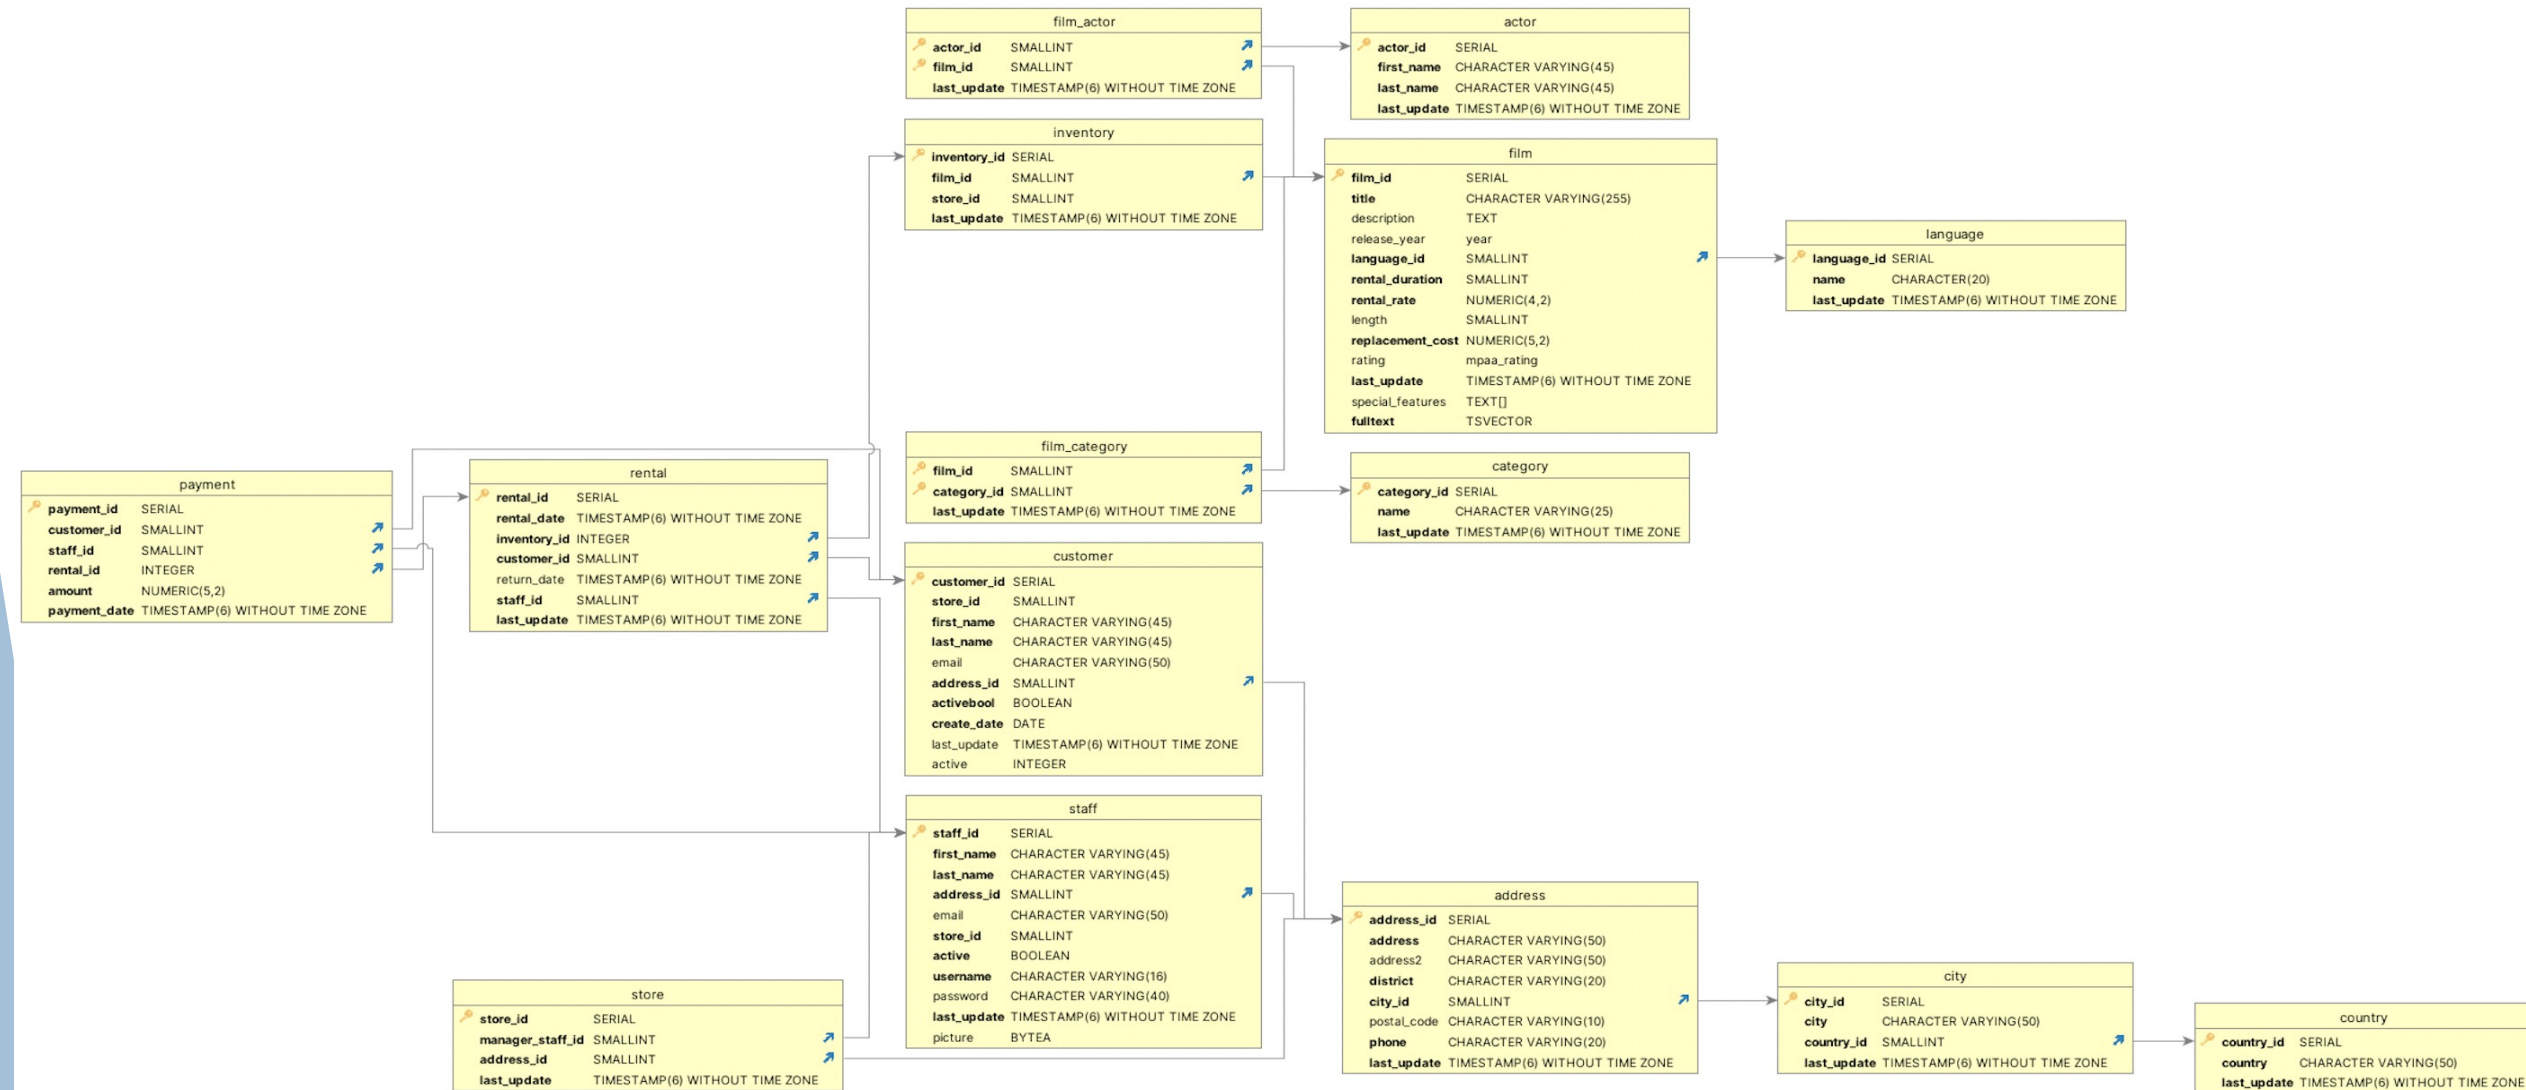 film_actor
actor_id SMALLINT
film_id SMALLINT
last_update TIMESTAMP(6) WITHOUT TIME ZONE
actor
actor_id SERIAL
first_name CHARACTER VARYING(45)
last_name CHARACTER VARYING(45)
last_update TIMESTAMP(6) WITHOUT TIME ZONE
inventory
inventory_id SERIAL
film_id SMALLINT
store_id SMALLINT
last_update TIMESTAMP(6) WITHOUT TIME ZONE
film
film_id SERIAL
title CHARACTER VARYING(255)
description TEXT
release_year year
language_id SMALLINT
rental_duration SMALLINT
rental_rate NUMERIC(4,2)
length SMALLINT
replacement_cost NUMERIC(5,2)
rating mpaa_rating
last_update TIMESTAMP(6) WITHOUT TIME ZONE
special_features TEXT[]
fulltext TSVECTOR
language
language_id SERIAL
name CHARACTER(20)
last_update TIMESTAMP(6) WITHOUT TIME ZONE
payment
payment_id SERIAL
customer_id SMALLINT
staff_id SMALLINT
rental_id INTEGER
amount NUMERIC(5,2)
payment_date TIMESTAMP(6) WITHOUT TIME ZONE
rental
rental_id SERIAL
rental_date TIMESTAMP(6) WITHOUT TIME ZONE
inventory_id INTEGER
customer_id SMALLINT
return_date TIMESTAMP(6) WITHOUT TIME ZONE
staff_id SMALLINT
last_update TIMESTAMP(6) WITHOUT TIME ZONE
film_category
film_id SMALLINT
category_id SMALLINT
last_update TIMESTAMP(6) WITHOUT TIME ZONE
category
category_id SERIAL
name CHARACTER VARYING(25)
last_update TIMESTAMP(6) WITHOUT TIME ZONE
customer
customer_id SERIAL
store_id SMALLINT
first_name CHARACTER VARYING(45)
last_name CHARACTER VARYING(45)
email CHARACTER VARYING(50)
address_id SMALLINT
activebool BOOLEAN
create_date DATE
last_update TIMESTAMP(6) WITHOUT TIME ZONE
active INTEGER
staff
staff_id SERIAL
first_name CHARACTER VARYING(45)
last_name CHARACTER VARYING(45)
address_id SMALLINT
email CHARACTER VARYING(50)
store_id SMALLINT
active BOOLEAN
username CHARACTER VARYING(16)
password CHARACTER VARYING(40)
last_update TIMESTAMP(6) WITHOUT TIME ZONE
picture BYTEA
store
store_id SERIAL
manager_staff_id SMALLINT
address_id SMALLINT
last_update TIMESTAMP(6) WITHOUT TIME ZONE
address
address_id SERIAL
address CHARACTER VARYING(50)
address2 CHARACTER VARYING(50)
district CHARACTER VARYING(20)
city_id SMALLINT
postal_code CHARACTER VARYING(10)
phone CHARACTER VARYING(20)
last_update TIMESTAMP(6) WITHOUT TIME ZONE
city
city_id SERIAL
city CHARACTER VARYING(50)
country_id SMALLINT
last_update TIMESTAMP(6) WITHOUT TIME ZONE
country
country_id SERIAL
country CHARACTER VARYING(50)
last_update TIMESTAMP(6) WITHOUT TIME ZONE